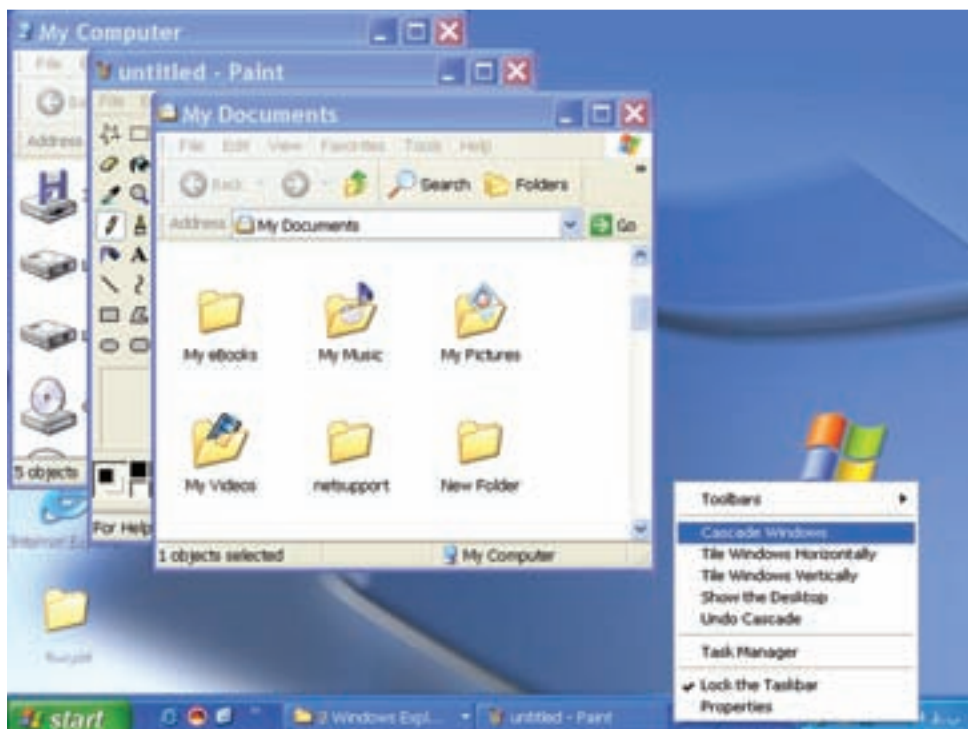 My Computer
File
Address
5 objects
untitled - Paint
File
For Help
My Documents
File Edit View Favorites Tools Help
Back Search Folders
Address My Documents Go
My eBooks My Music My Pictures
My Videos netsupport New Folder
1 objects selected My Computer
Toolbars
Cascade Windows
Tile Windows Horizontally
Tile Windows Vertically
Show the Desktop
Undo Cascade
Task Manager
Lock the Taskbar
Properties
start 2 Windows Expl... untitled - Paint